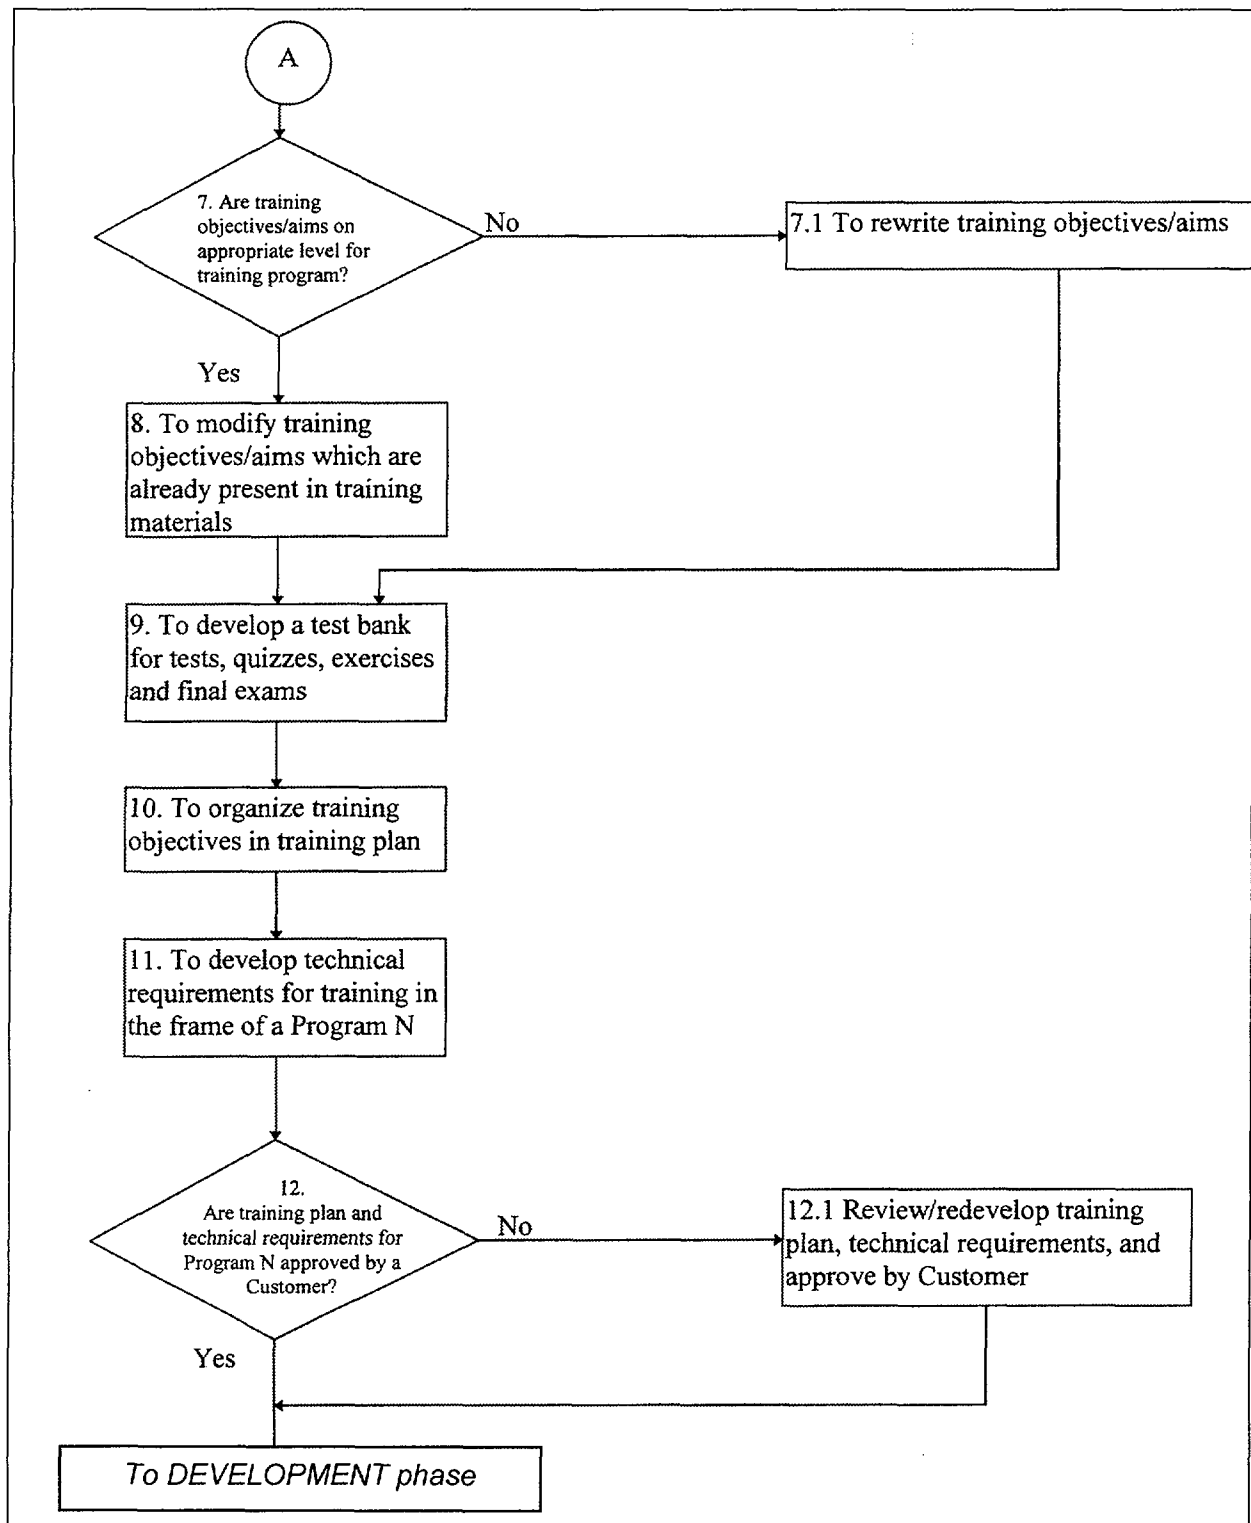 A
7. Are training
objectives/aims on
appropriate level for
training program?
No
7.1 To rewrite training objectives/aims
Yes
8. To modify training
objectives/aims which are
already present in training
materials
9. To develop a test bank
for tests, quizzes, exercises
and final exams
10. To organize training
objectives in training plan
11. To develop technical
requirements for training in
the frame of a Program N
12.
Are training plan and
technical requirements for
Program N approved by a
Customer?
No
12.1 Review/redevelop training
plan, technical requirements, and
approve by Customer
Yes
To DEVELOPMENT phase